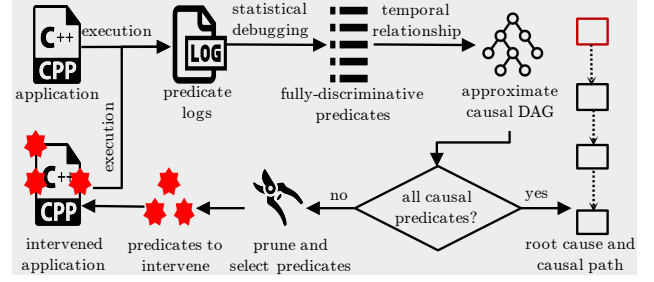 C++
CPP
application
execution
LOG
predicate
logs
statistical
debugging
fully-discriminative
predicates
temporal
relationship
approximate
causal DAG
execution
C++
CPP
intervened
application
predicates to
intervene
prune and
select predicates
no
all causal
predicates?
yes
root cause and
causal path